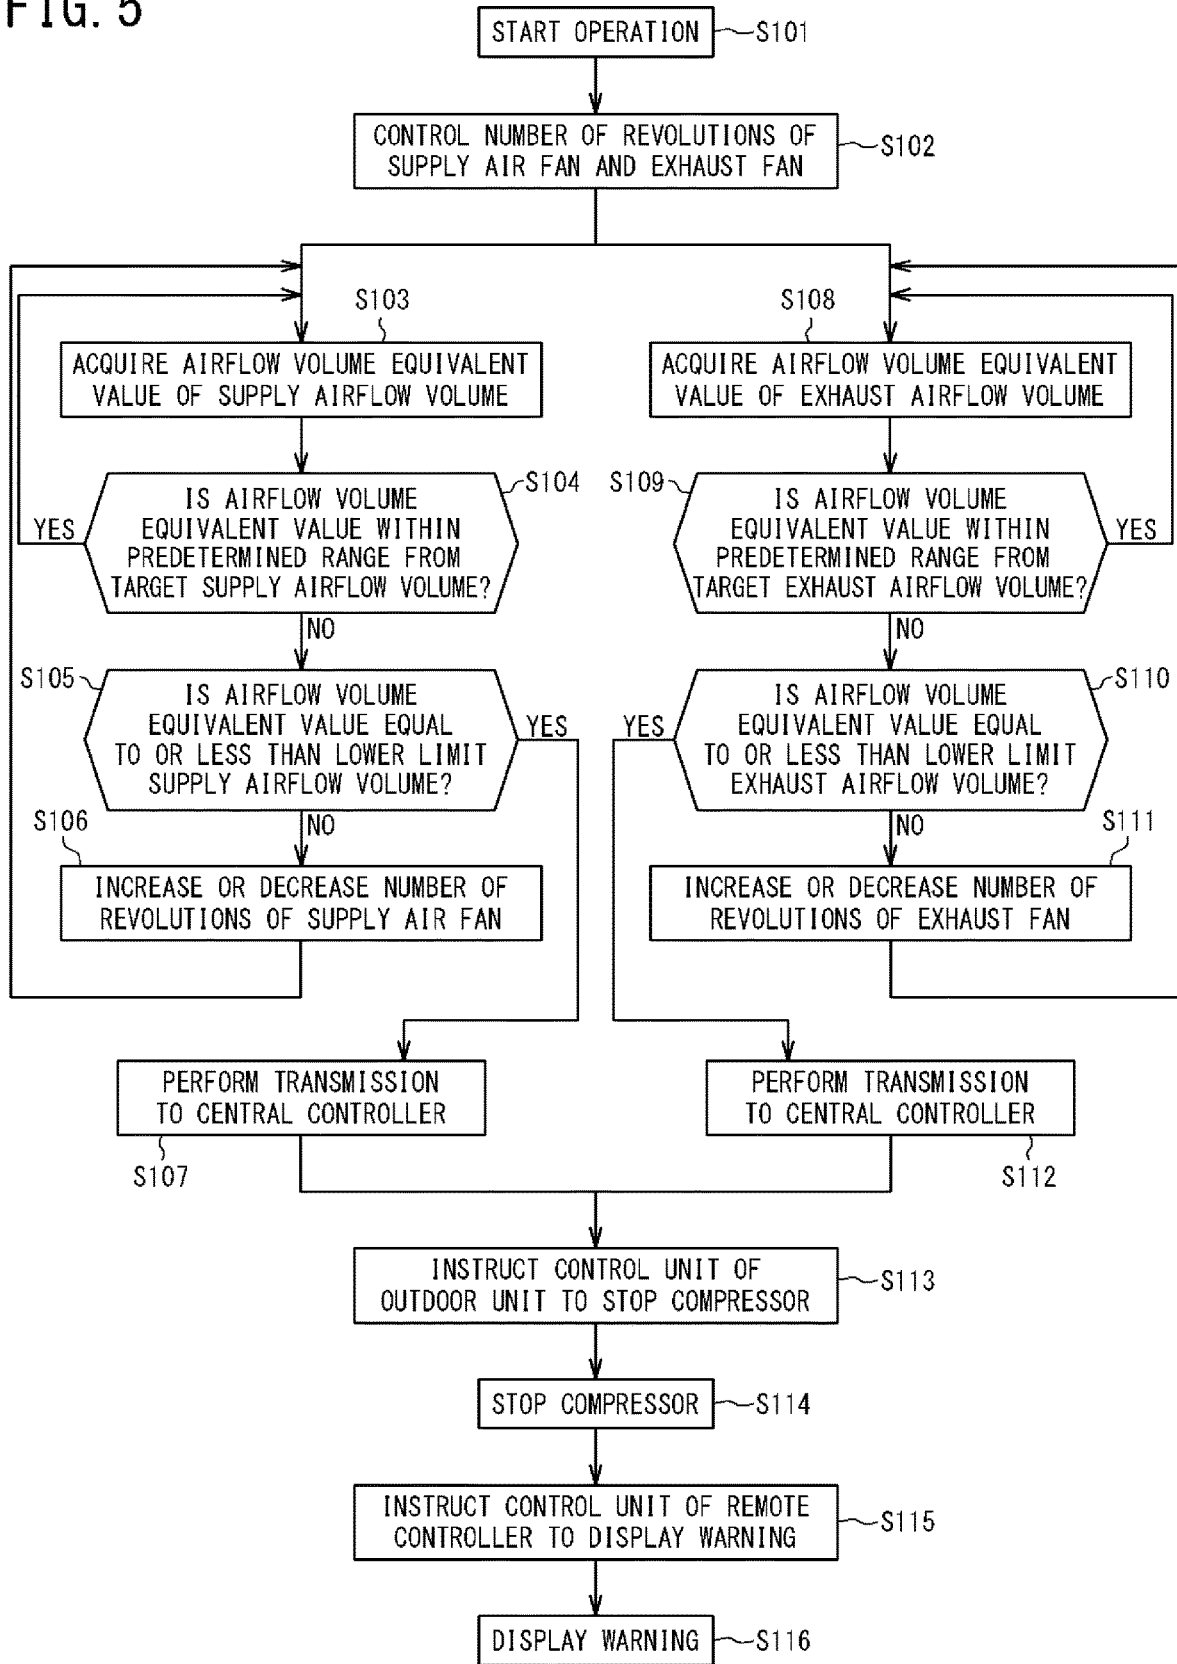 FIG. 5
START OPERATION
S101
CONTROL NUMBER OF REVOLUTIONS OF
SUPPLY AIR FAN AND EXHAUST FAN
S102
S103
ACQUIRE AIRFLOW VOLUME EQUIVALENT
VALUE OF SUPPLY AIRFLOW VOLUME
S104
IS AIRFLOW VOLUME
EQUIVALENT VALUE WITHIN
PREDETERMINED RANGE FROM
TARGET SUPPLY AIRFLOW VOLUME?
YES
NO
S105
IS AIRFLOW VOLUME
EQUIVALENT VALUE EQUAL
TO OR LESS THAN LOWER LIMIT
SUPPLY AIRFLOW VOLUME?
YES
NO
S106
INCREASE OR DECREASE NUMBER OF
REVOLUTIONS OF SUPPLY AIR FAN
PERFORM TRANSMISSION
TO CENTRAL CONTROLLER
S107
S108
ACQUIRE AIRFLOW VOLUME EQUIVALENT
VALUE OF EXHAUST AIRFLOW VOLUME
S109
IS AIRFLOW VOLUME
EQUIVALENT VALUE WITHIN
PREDETERMINED RANGE FROM
TARGET EXHAUST AIRFLOW VOLUME?
YES
NO
S110
IS AIRFLOW VOLUME
EQUIVALENT VALUE EQUAL
TO OR LESS THAN LOWER LIMIT
EXHAUST AIRFLOW VOLUME?
YES
NO
S111
INCREASE OR DECREASE NUMBER OF
REVOLUTIONS OF EXHAUST FAN
PERFORM TRANSMISSION
TO CENTRAL CONTROLLER
S112
INSTRUCT CONTROL UNIT OF
OUTDOOR UNIT TO STOP COMPRESSOR
S113
STOP COMPRESSOR
S114
INSTRUCT CONTROL UNIT OF REMOTE
CONTROLLER TO DISPLAY WARNING
S115
DISPLAY WARNING
S116